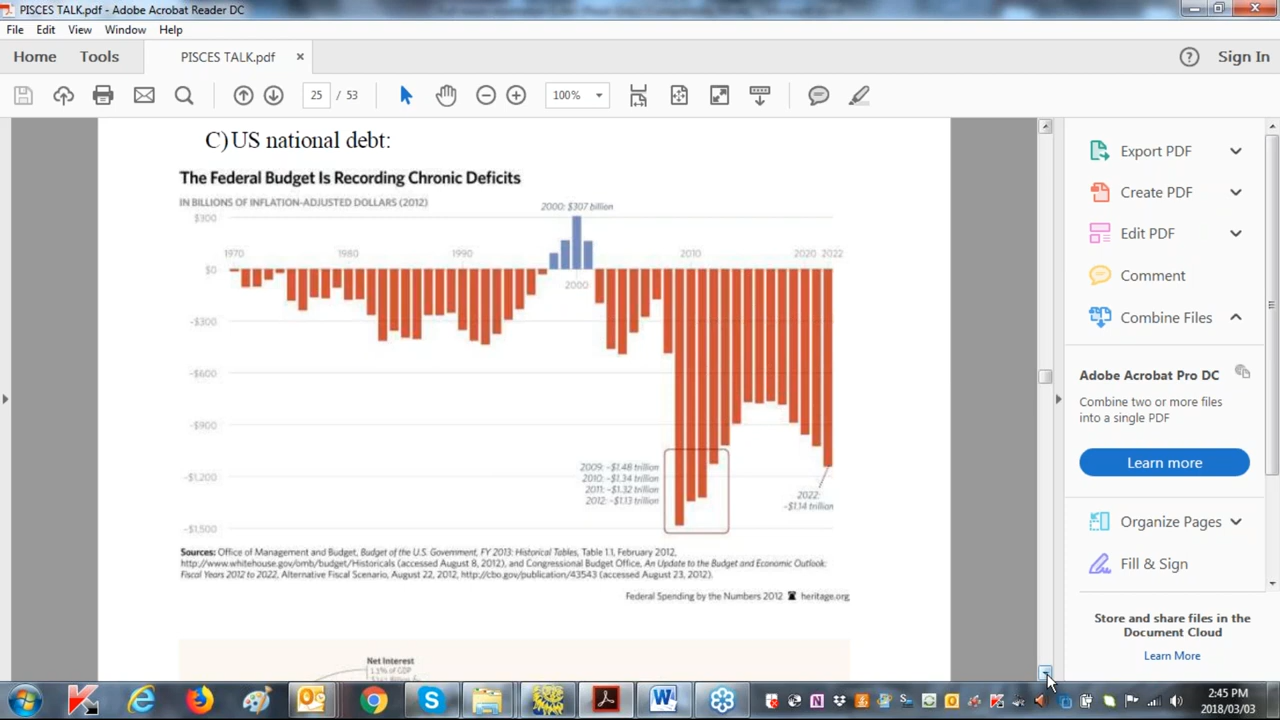 PISCES TALK.pdf - Adobe Acrobat Reader DC
File Edit View Window Help
Home Tools PISCES TALK.pdf × Sign In
25 / 53 100%
C) US national debt:
The Federal Budget Is Recording Chronic Deficits
IN BILLIONS OF INFLATION-ADJUSTED DOLLARS (2012)
2000: $307 billion
$300
1970 1980 1990 2010 2020 2022
$0
2000
-$300
-$600
-$900
2009: -$1.48 trillion
2010: -$1.34 trillion
2011: -$1.32 trillion
2012: -$1.13 trillion
-$1,200
2022:
-$1.14 trillion
-$1,500
Sources: Office of Management and Budget, Budget of the U.S. Government, FY 2013: Historical Tables, Table 1.1, February 2012,
http://www.whitehouse.gov/omb/budget/Historicals (accessed August 8, 2012), and Congressional Budget Office, An Update to the Budget and Economic Outlook:
Fiscal Years 2012 to 2022, Alternative Fiscal Scenario, August 22, 2012, http://cbo.gov/publication/43543 (accessed August 23, 2012).
Federal Spending by the Numbers 2012 heritage.org
Net Interest
1.1% of GDP
Export PDF
Create PDF
Edit PDF
Comment
Combine Files
Adobe Acrobat Pro DC
Combine two or more files
into a single PDF
Learn more
Organize Pages
Fill & Sign
Store and share files in the
Document Cloud
Learn More
2:45 PM
2018/03/03